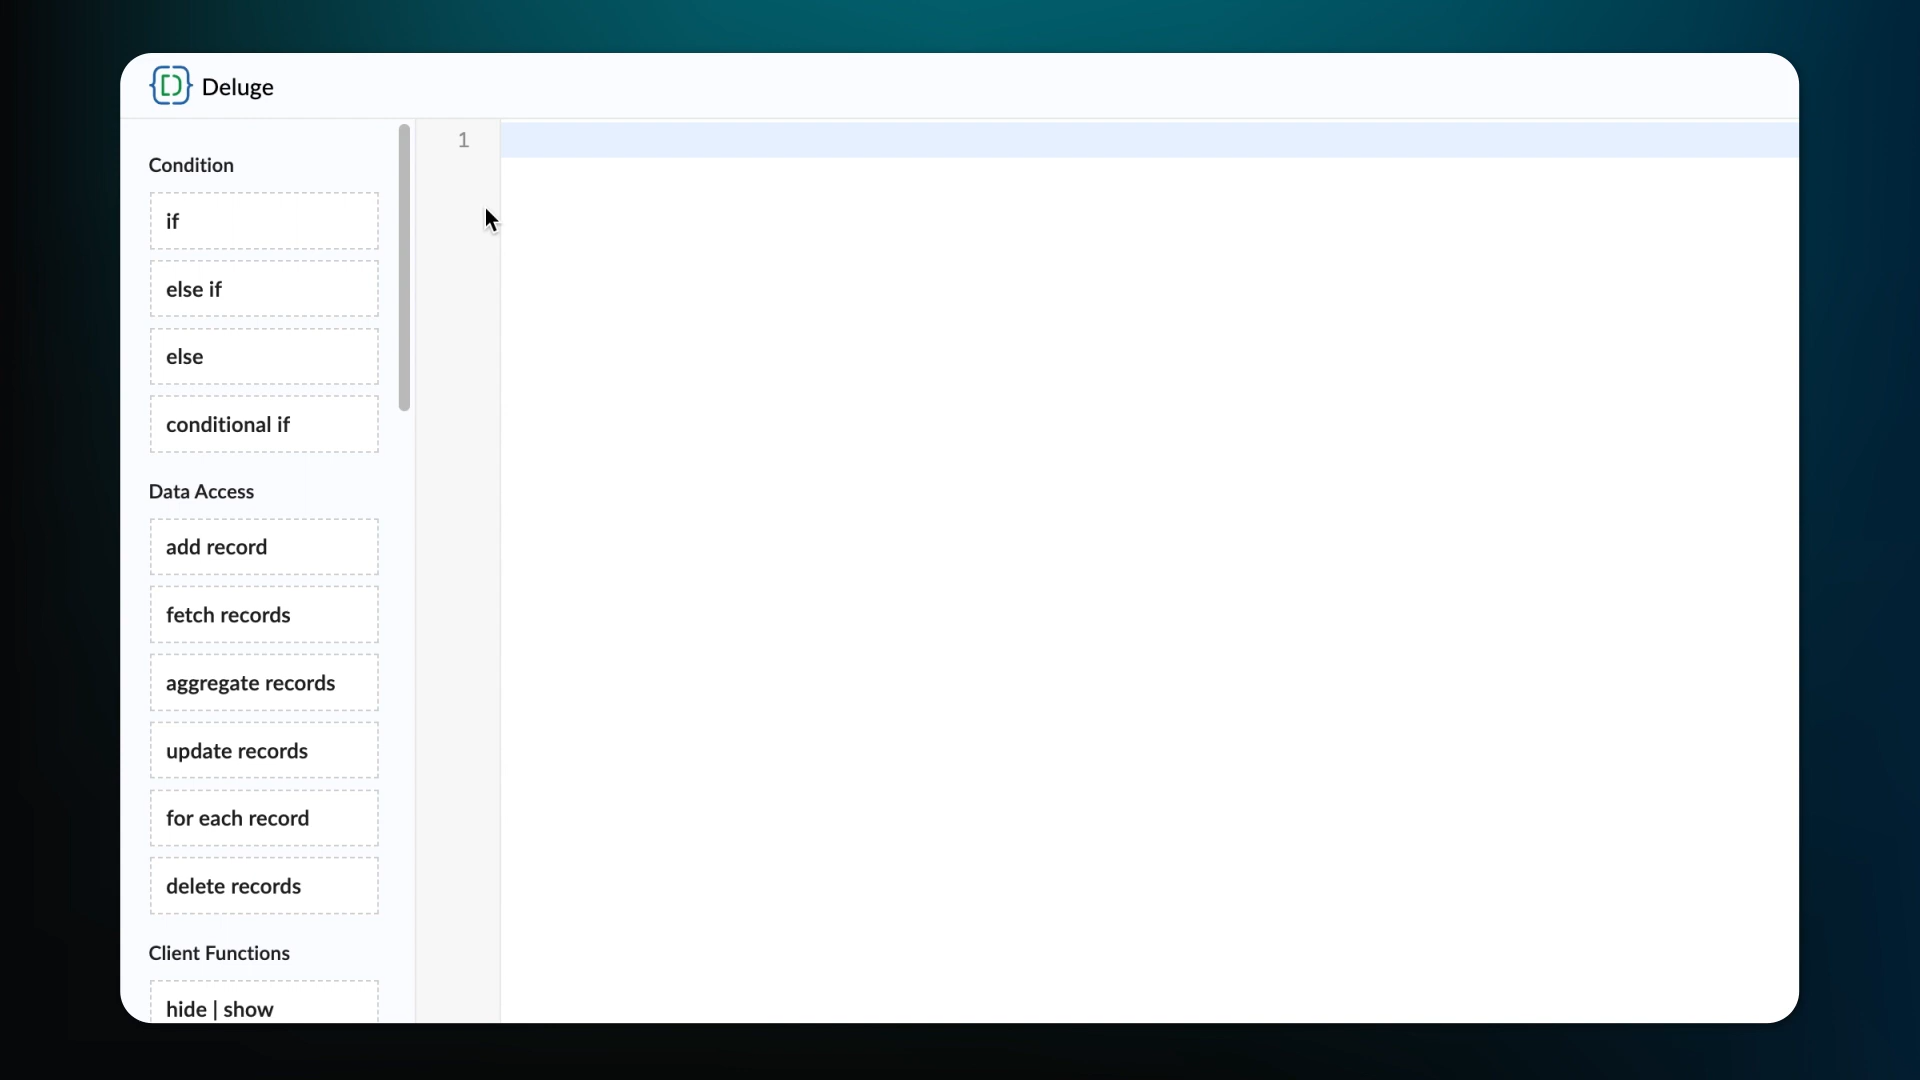 Deluge
1
Condition
if
else if
else
conditional if
Data Access
add record
fetch records
aggregate records
update records
for each record
delete records
Client Functions
hide | show